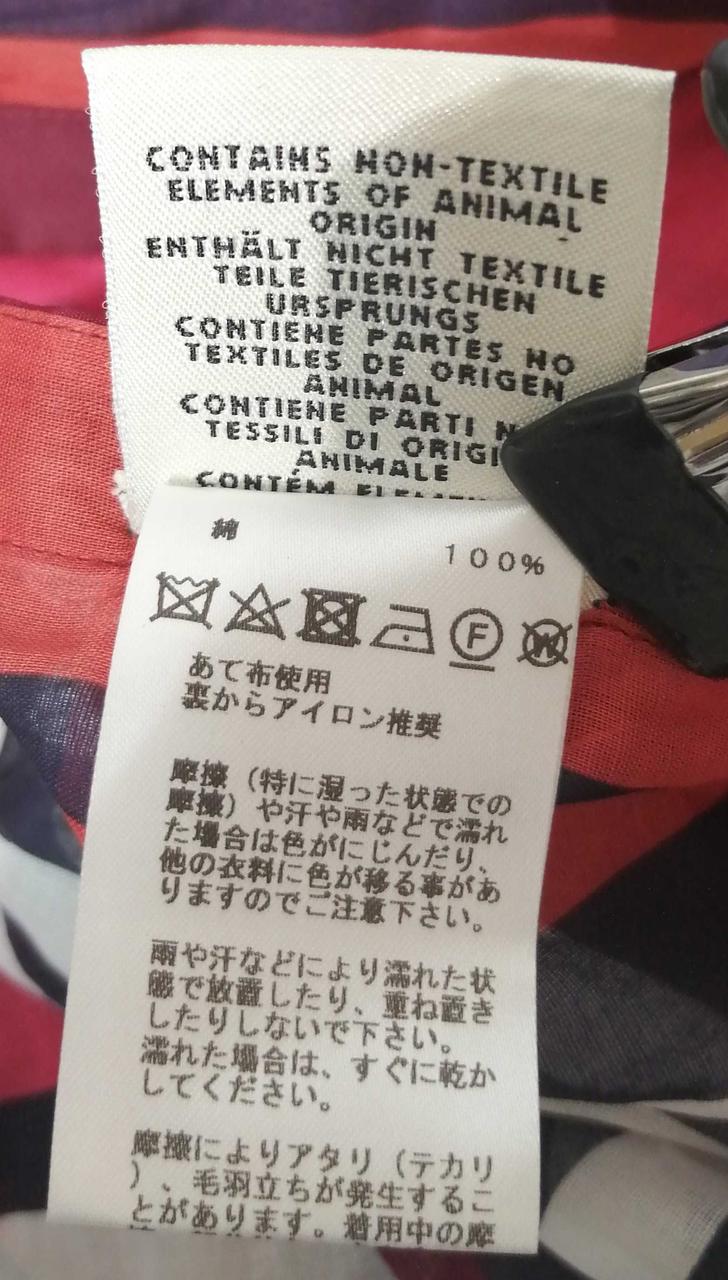 CONTAINS NON-TEXTILE
ELEMENTS OF ANIMAL
ORIGIN
ENTHÄLT NICHT TEXTILE
TEILE TIERISCHEN
URSPRUNGS
CONTIENE PARTES NO
TEXTILES DE ORIGEN
ANIMAL
CONTIENE PARTI
TESSILI DI
ANIMALE
CONTÉM
綿
100%
F
W
あて布使用
裏からアイロン推奨
摩擦（特に湿った状態での
摩擦）や汗や雨などで濡れ
た場合は色がにじんだり、
他の衣料に色が移る事があ
りますのでご注意下さい。
雨や汗などにより濡れた状
態で放置したり、重ね置き
したりしないで下さい。
濡れた場合は、すぐに乾か
してください。
摩擦によりアタリ（テカリ
）、毛羽立ちが発生するこ
とがあります。着用中の摩